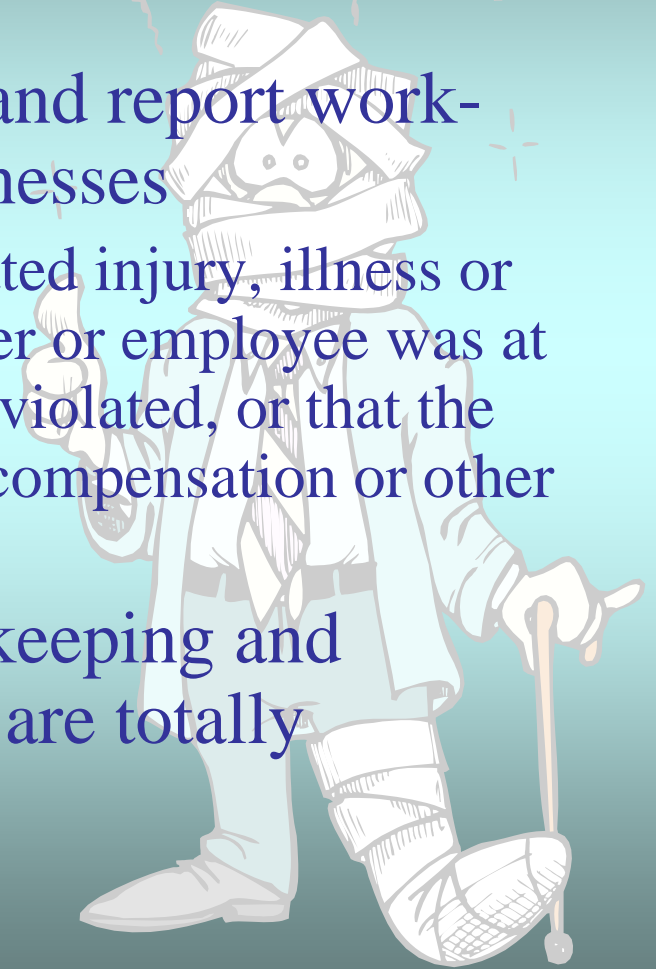 and report work-
nesses
ted injury, illness or
er or employee was at
violated, or that the
compensation or other
keeping and
are totally